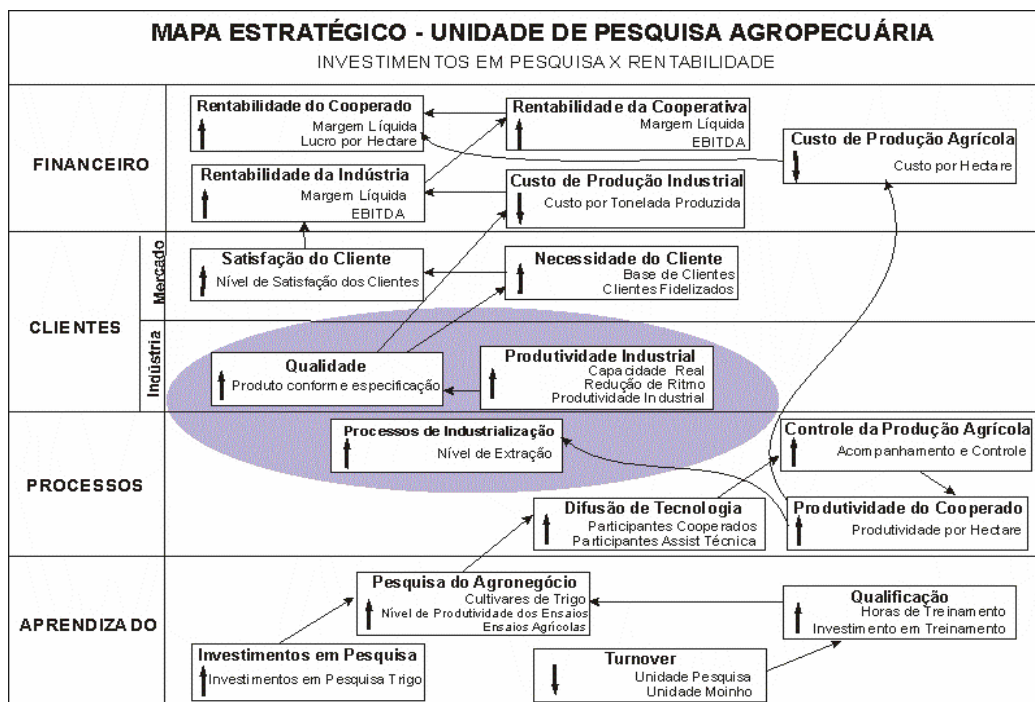 MAPA ESTRATÉGICO - UNIDADE DE PESQUISA AGROPECUÁRIA
INVESTIMENTOS EM PESQUISA X RENTABILIDADE
FINANCEIRO
Rentabilidade do Cooperado
Margem Líquida
Lucro por Hectare
Rentabilidade da Cooperativa
Margem Líquida
EBITDA
Custo de Produção Agrícola
Custo por Hectare
Rentabilidade da Indústria
Margem Líquida
EBITDA
Custo de Produção Industrial
Custo por Tonelada Produzida
CLIENTES
Mercado
Satisfação do Cliente
Nível de Satisfação dos Clientes
Necessidade do Cliente
Base de Clientes
Clientes Fidelizados
Indústria
Qualidade
Produto conforme especificação
Produtividade Industrial
Capacidade Real
Redução de Ritmo
Produtividade Industrial
PROCESSOS
Processos de Industrialização
Nível de Extração
Controle da Produção Agrícola
Acompanhamento e Controle
Difusão de Tecnologia
Participantes Cooperados
Participantes Assist Técnica
Produtividade do Cooperado
Produtividade por Hectare
APRENDIZADO
Pesquisa do Agronegócio
Cultivares de Trigo
Nível de Produtividade dos Ensaios
Ensaios Agrícolas
Qualificação
Horas de Treinamento
Investimento em Treinamento
Investimentos em Pesquisa
Investimentos em Pesquisa Trigo
Turnover
Unidade Pesquisa
Unidade Moinho